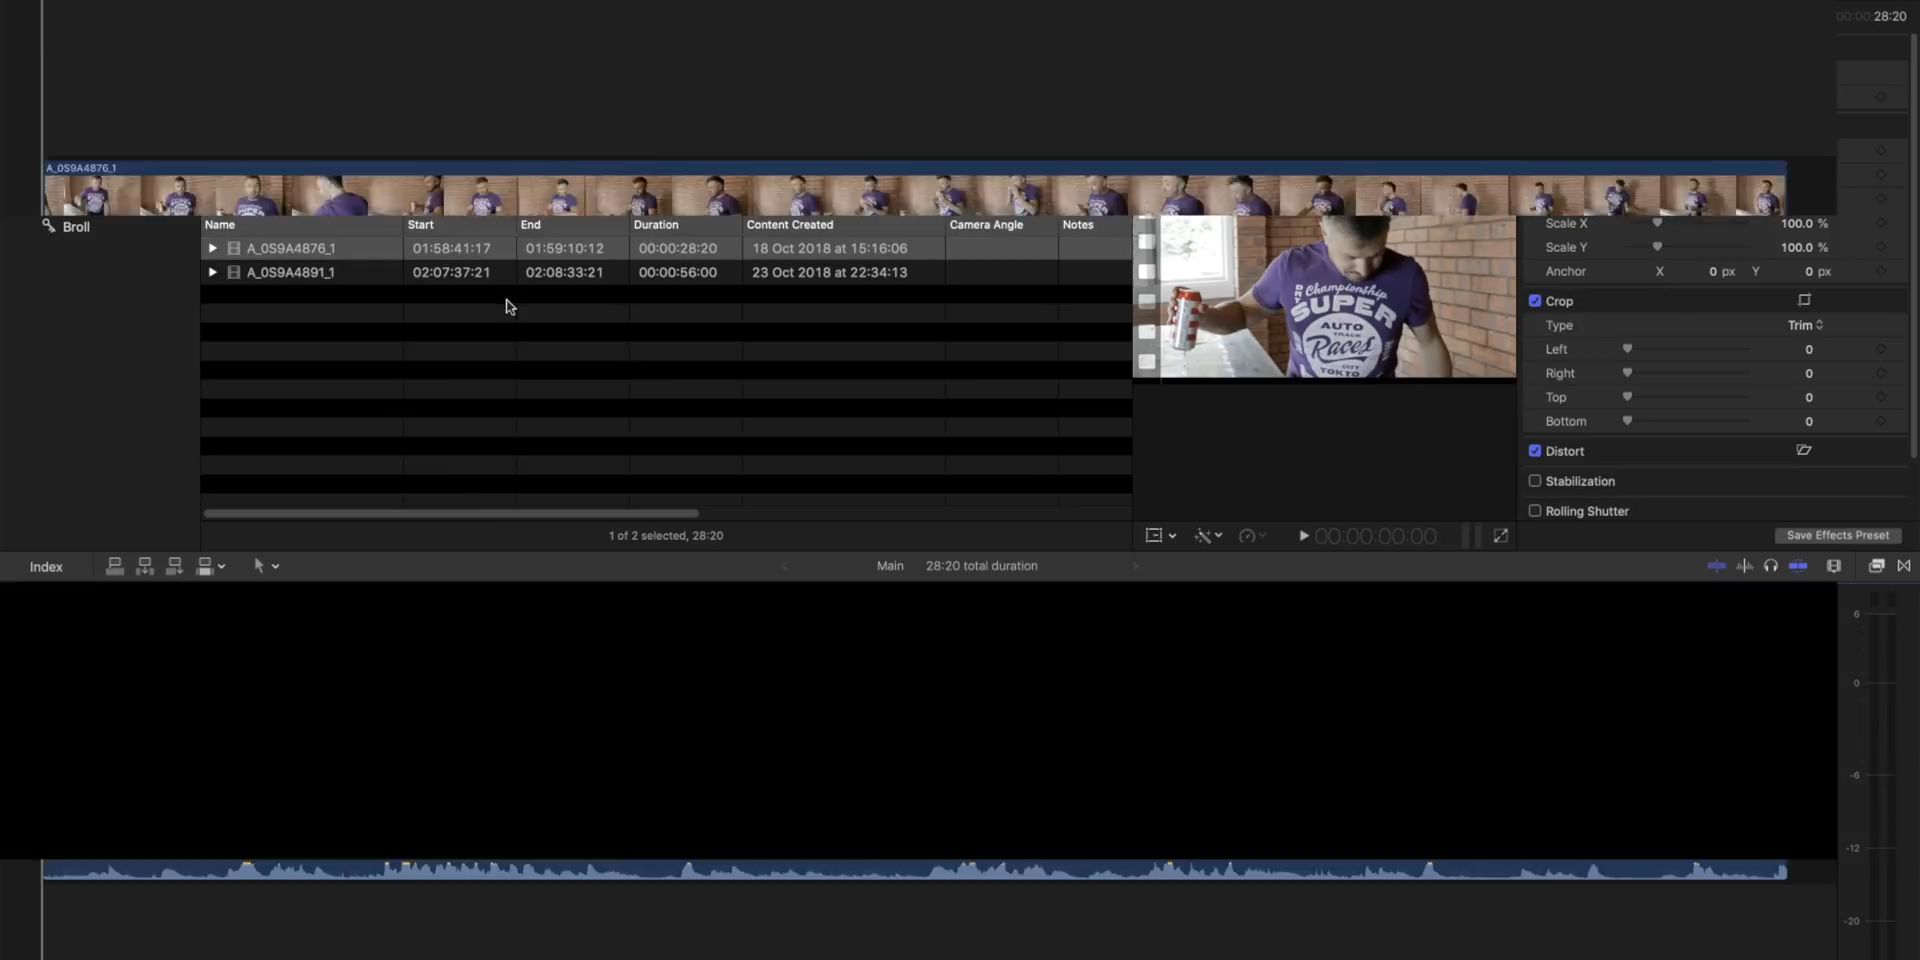 00:00:28:20
A_0S9A4876_1
Broll
Name Start End Duration Content Created Camera Angle Notes
A_0S9A4876_1 01:58:41:17 01:59:10:12 00:00:28:20 18 Oct 2018 at 15:16:06
A_0S9A4891_1 02:07:37:21 02:08:33:21 00:00:56:00 23 Oct 2018 at 22:34:13
Championship
SUPER
AUTO
TRACK
Races
CITY
TOKYO
Scale X 100.0 %
Scale Y 100.0 %
Anchor X 0 px Y 0 px
Crop
Type Trim
Left 0
Right 0
Top 0
Bottom 0
Distort
Stabilization
Rolling Shutter
1 of 2 selected, 28:20
00:00:00:00
Save Effects Preset
Index
Main 28:20 total duration
6
0
-6
-12
-20